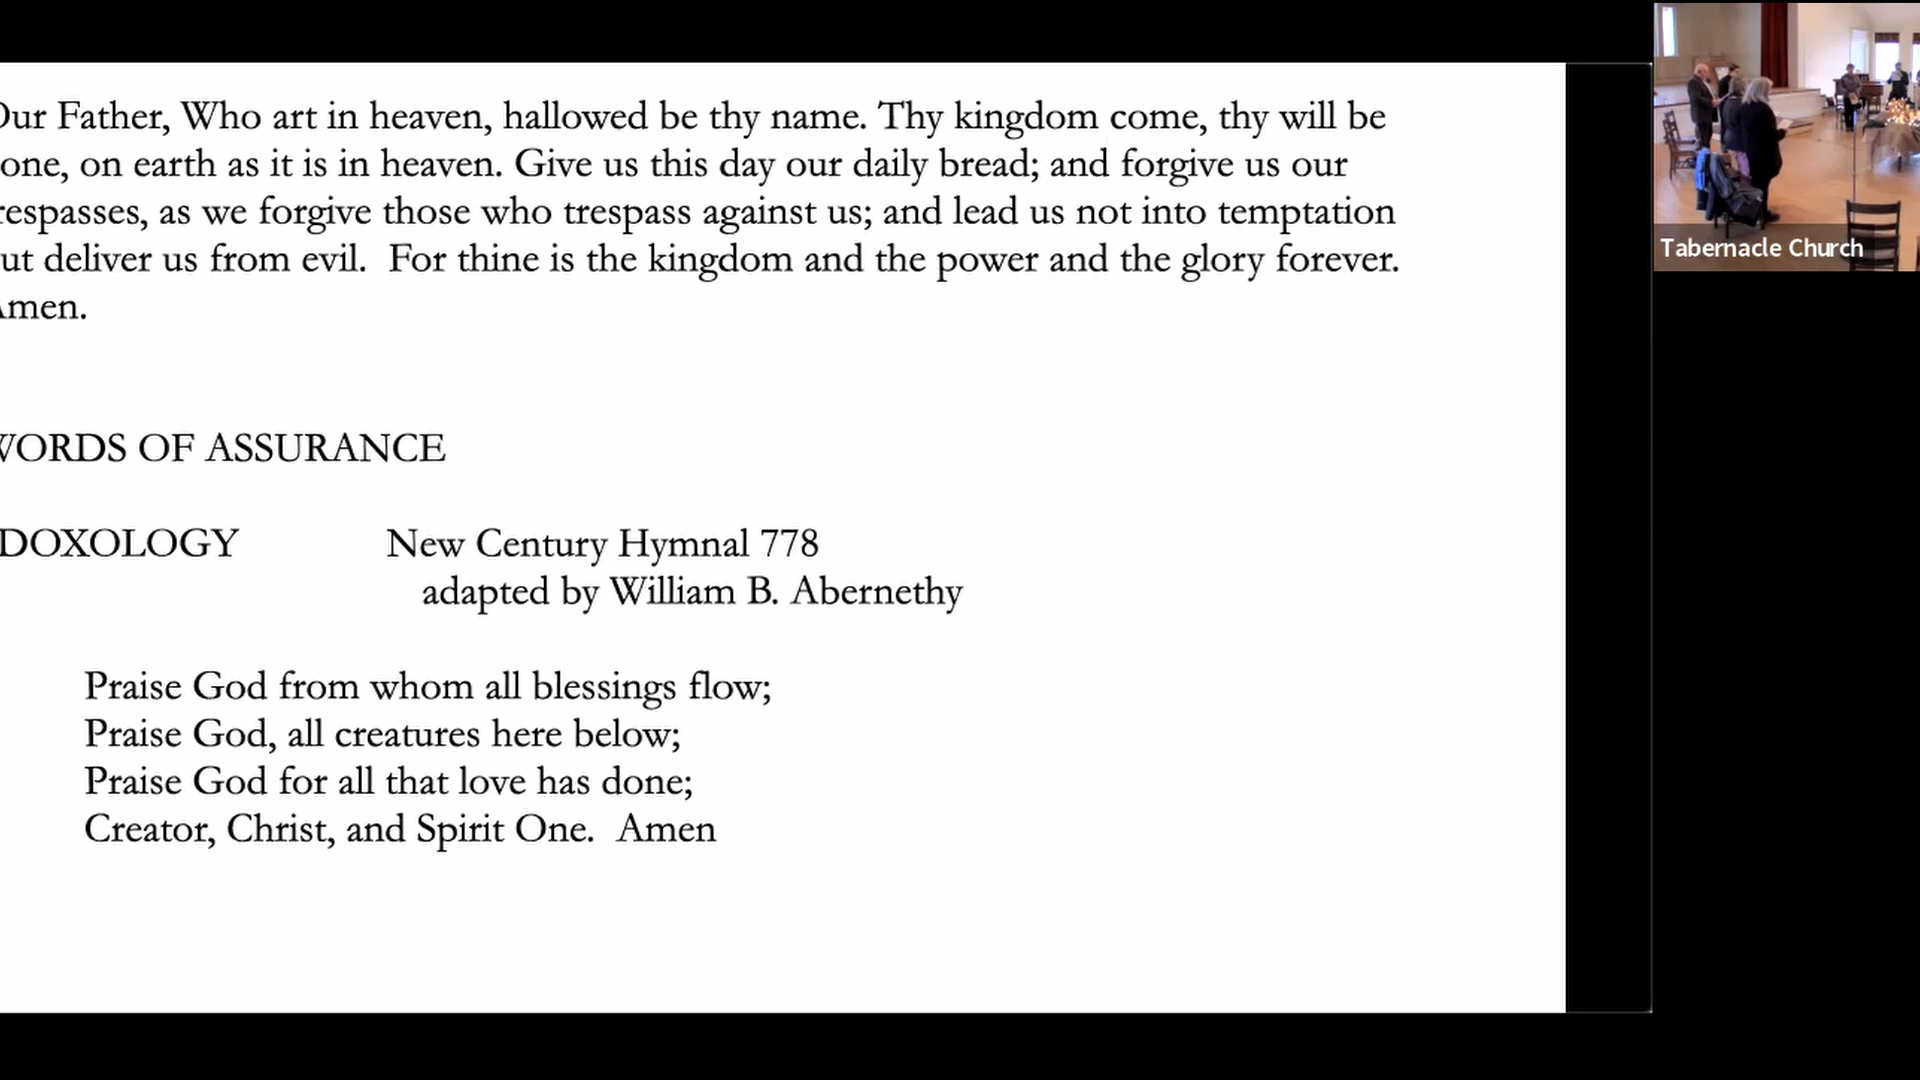 Our Father, Who art in heaven, hallowed be thy name. Thy kingdom come, thy will be
one, on earth as it is in heaven. Give us this day our daily bread; and forgive us our
respasses, as we forgive those who trespass against us; and lead us not into temptation
ut deliver us from evil.  For thine is the kingdom and the power and the glory forever.
Amen.
WORDS OF ASSURANCE
DOXOLOGY New Century Hymnal 778
adapted by William B. Abernethy
Praise God from whom all blessings flow;
Praise God, all creatures here below;
Praise God for all that love has done;
Creator, Christ, and Spirit One.  Amen
Tabernacle Church